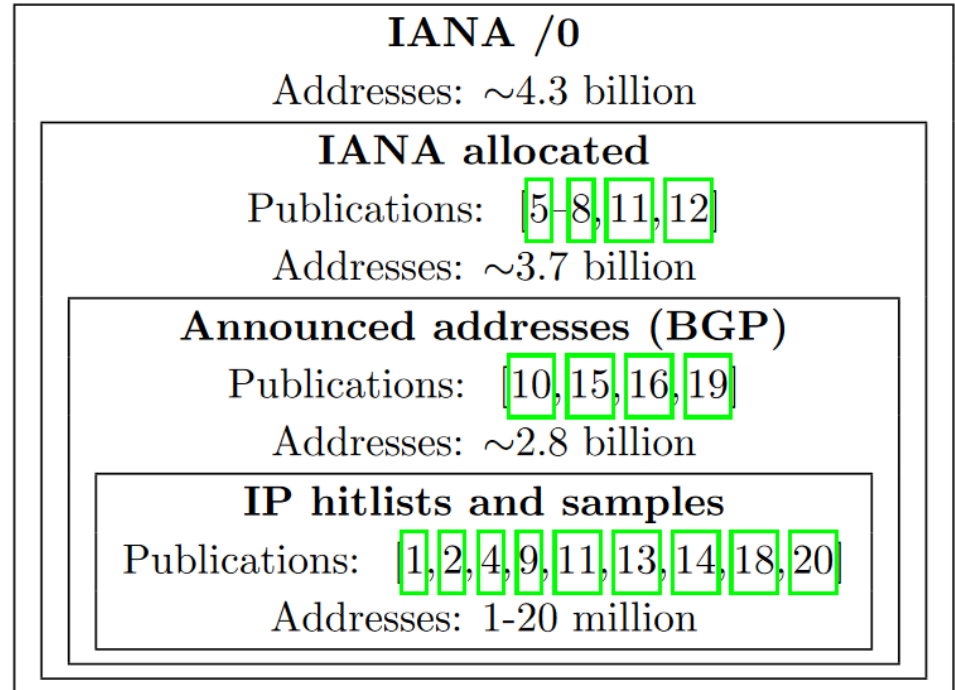 IANA /0
Addresses: ∼4.3 billion
IANA allocated
Publications: [5–8,11,12]
Addresses: ∼3.7 billion
Announced addresses (BGP)
Publications: [10,15,16,19]
Addresses: ∼2.8 billion
IP hitlists and samples
Publications: [1,2,4,9,11,13,14,18,20]
Addresses: 1-20 million